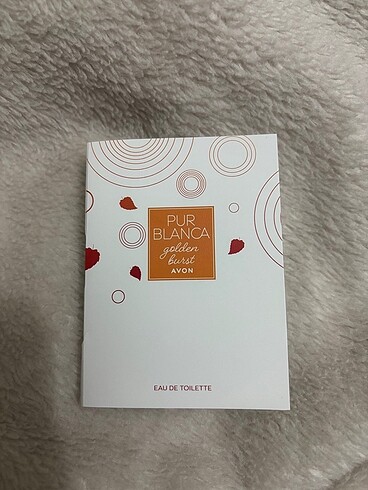 PUR
BLANCA
golden
burst
AVON
EAU DE TOILETTE